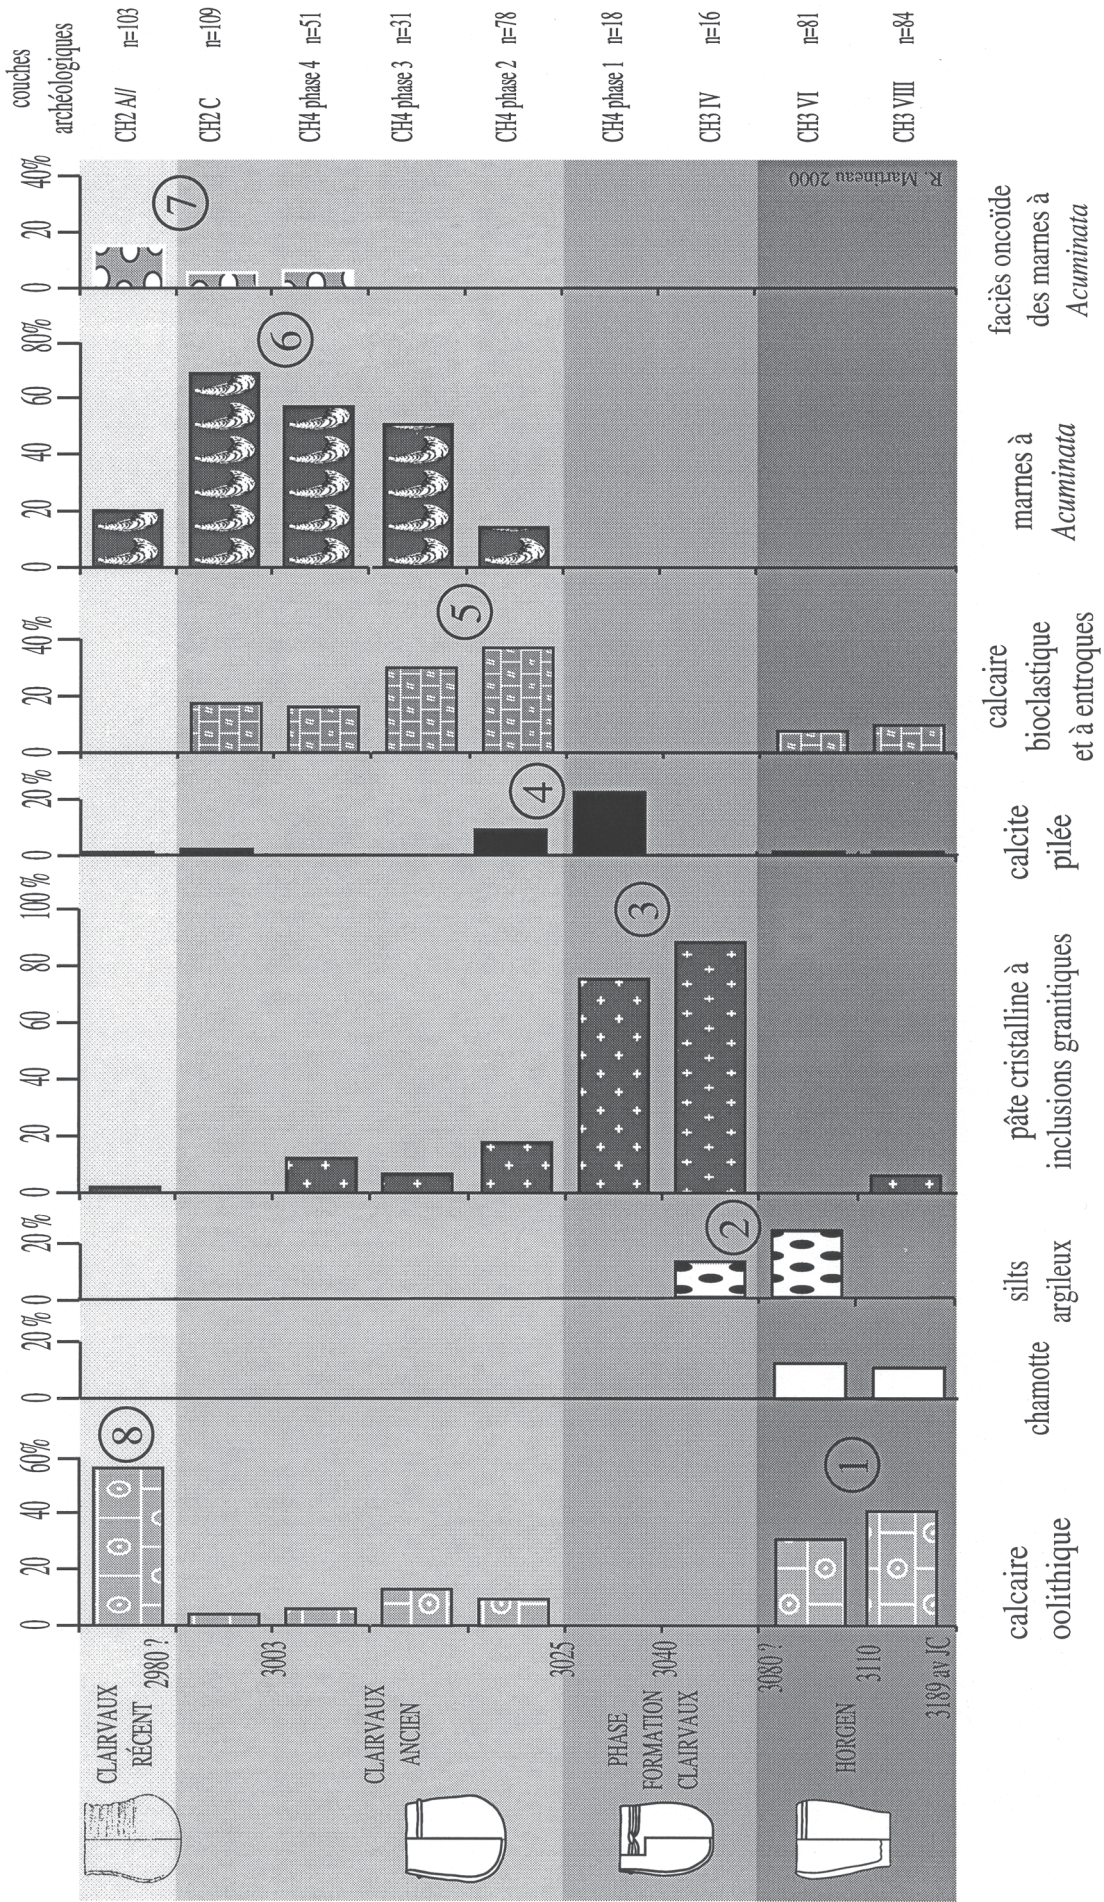 couches
archéologiques
CH2 A// n=103
CH2 C n=109
CH4 phase 4 n=51
CH4 phase 3 n=31
CH4 phase 2 n=78
CH4 phase 1 n=18
CH3 IV n=16
CH3 VI n=81
CH3 VIII n=84
0 20 40%
7
faciès oncoïde
des marnes à
Acuminata
R. Martineau 2000
0 20 40 60 80%
6
marnes à
Acuminata
0 20 40%
5
calcaire
bioclastique
et à entroques
0 20%
4
calcite
pilée
0 20 40 60 80 100%
3
pâte cristalline à
inclusions granitiques
0 20%
2
silts
argileux
0 20%
chamotte
0 20 40 60%
8
1
calcaire
oolithique
2980 ?
3003
3025
3040
3080 ?
3110
3189 av JC
CLAIRVAUX
RÉCENT
CLAIRVAUX
ANCIEN
PHASE
FORMATION
CLAIRVAUX
HORGEN